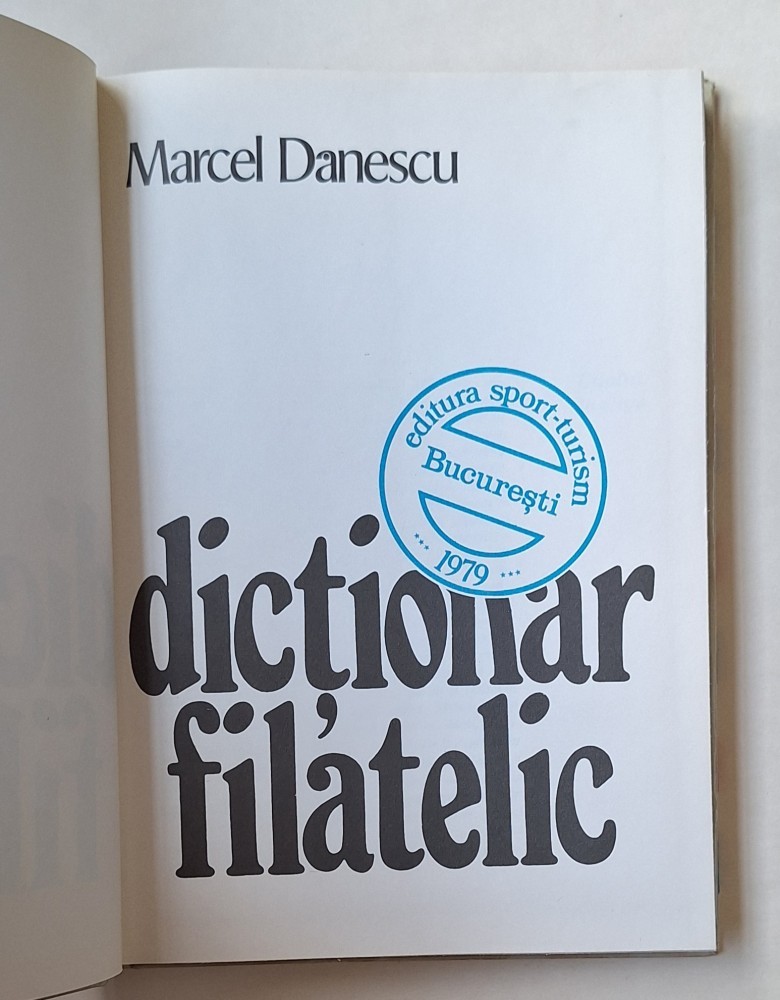 Marcel Danescu
editura sport-turism
București
*** 1979 ***
dicționar
filatelic